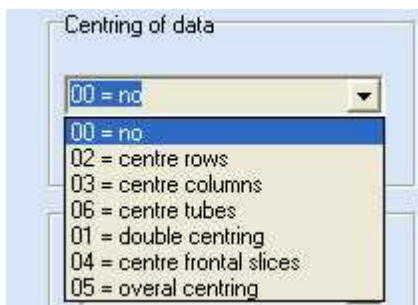 Centring of data
00 = no
00 = no
02 = centre rows
03 = centre columns
06 = centre tubes
01 = double centring
04 = centre frontal slices
05 = overal centring